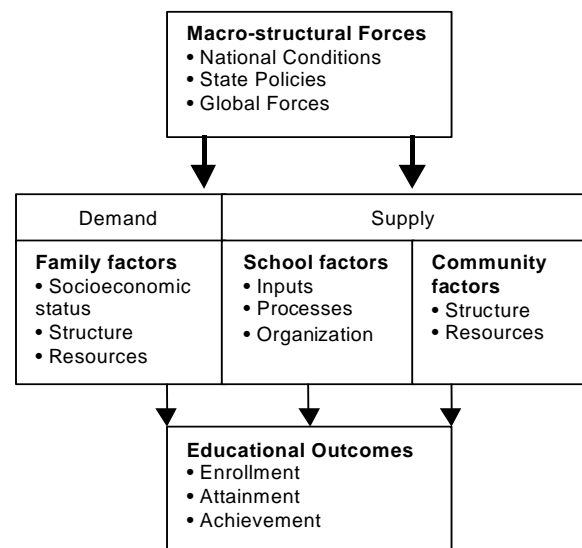 Macro-structural Forces
• National Conditions
• State Policies
• Global Forces
Demand
Supply
Family factors
• Socioeconomic
status
• Structure
• Resources
School factors
• Inputs
• Processes
• Organization
Community
factors
• Structure
• Resources
Educational Outcomes
• Enrollment
• Attainment
• Achievement